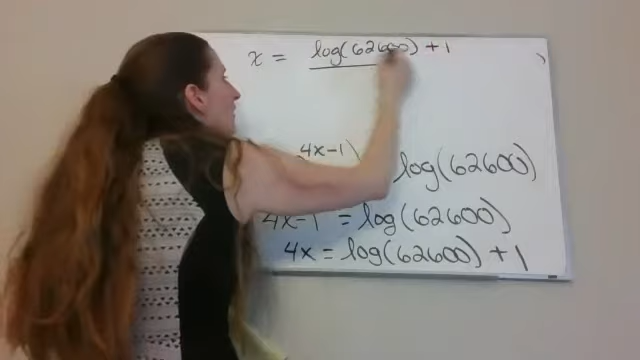 x = log(62600) + 1
4x-1) log(62600)
4x-1 = log(62600)
4x = log(62600) + 1